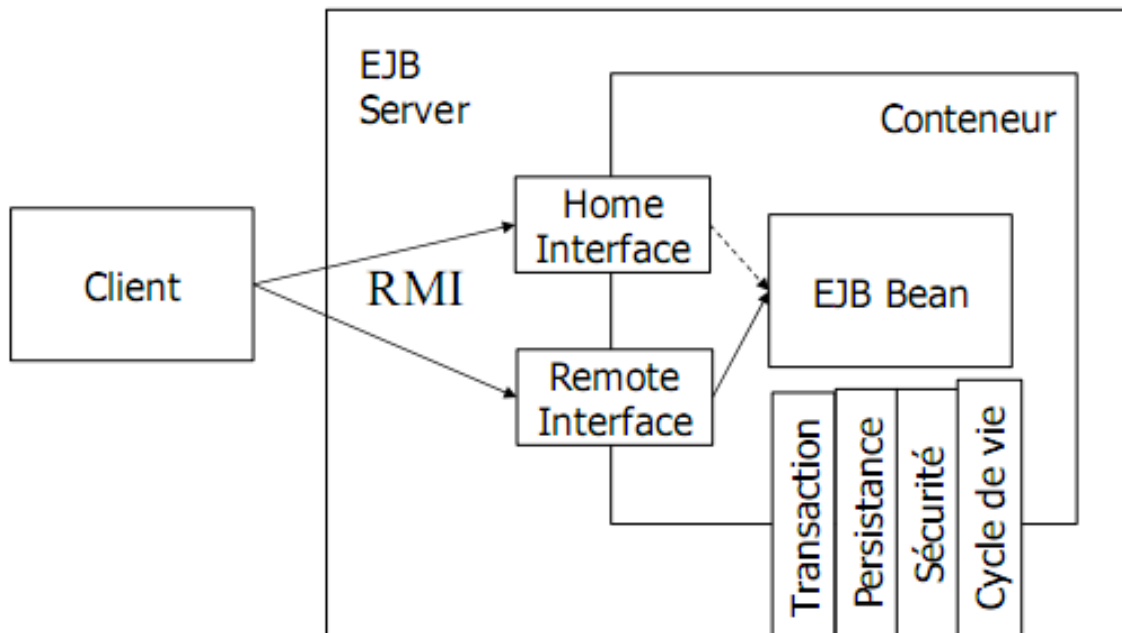 EJB
Server
Conteneur
Home
Interface
Client
RMI
EJB Bean
Remote
Interface
Transaction
Persistance
Sécurité
Cycle de vie